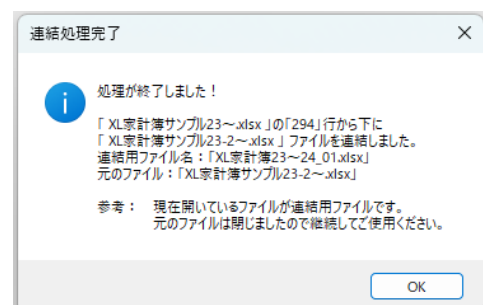 連結処理完了
処理が終了しました！
「 XL家計簿サンプル23～.xlsx 」の「294」行から下に
「 XL家計簿サンプル23-2～.xlsx 」ファイルを連結しました。
連結用ファイル名：「XL家計簿23～24_01.xlsx」
元のファイル：「XL家計簿サンプル23-2～.xlsx」
参考： 現在開いているファイルが連結用ファイルです。
元のファイルは閉じましたので継続してご使用ください。
OK